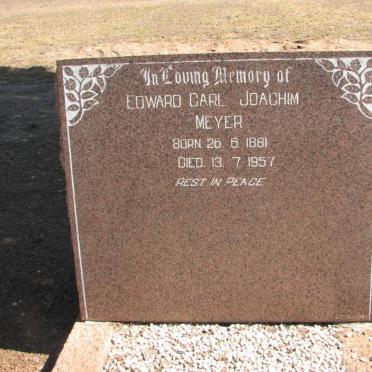 In Loving Memory of
EDWARD CARL JOACHIM
MEYER
BORN 26 6 1881
DIED. 13. 7. 1957
REST IN PEACE